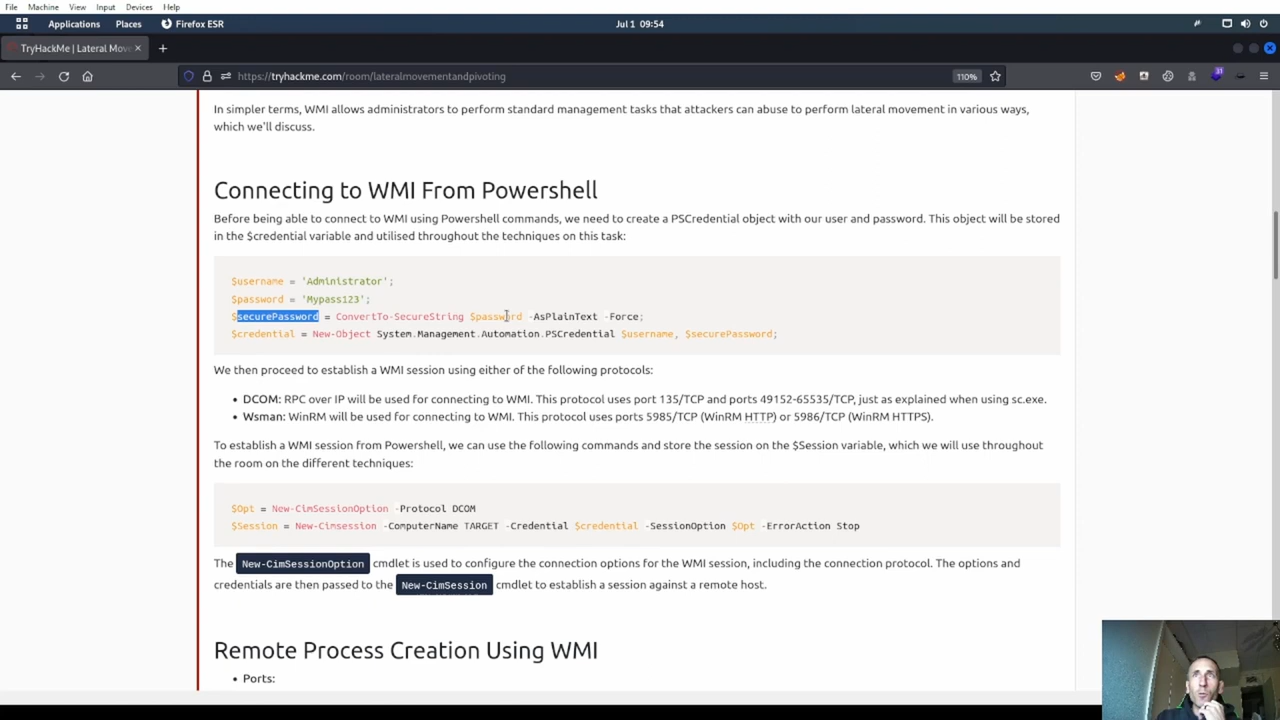 File Machine View Input Devices Help
Applications Places Firefox ESR Jul 1 09:54
TryHackMe | Lateral Mov
https://tryhackme.com/room/lateralmovementandpivoting 110% 31
In simpler terms, WMI allows administrators to perform standard management tasks that attackers can abuse to perform lateral movement in various ways,
which we'll discuss.
Connecting to WMI From Powershell
Before being able to connect to WMI using Powershell commands, we need to create a PSCredential object with our user and password. This object will be stored
in the $credential variable and utilised throughout the techniques on this task:
$username = 'Administrator';
$password = 'Mypass123';
$securePassword = ConvertTo-SecureString $password -AsPlainText -Force;
$credential = New-Object System.Management.Automation.PSCredential $username, $securePassword;
We then proceed to establish a WMI session using either of the following protocols:
• DCOM: RPC over IP will be used for connecting to WMI. This protocol uses port 135/TCP and ports 49152-65535/TCP, just as explained when using sc.exe.
• Wsman: WinRM will be used for connecting to WMI. This protocol uses ports 5985/TCP (WinRM HTTP) or 5986/TCP (WinRM HTTPS).
To establish a WMI session from Powershell, we can use the following commands and store the session on the $Session variable, which we will use throughout
the room on the different techniques:
$Opt = New-CimSessionOption -Protocol DCOM
$Session = New-Cimsession -ComputerName TARGET -Credential $credential -SessionOption $Opt -ErrorAction Stop
The New-CimSessionOption cmdlet is used to configure the connection options for the WMI session, including the connection protocol. The options and
credentials are then passed to the New-CimSession cmdlet to establish a session against a remote host.
Remote Process Creation Using WMI
• Ports: